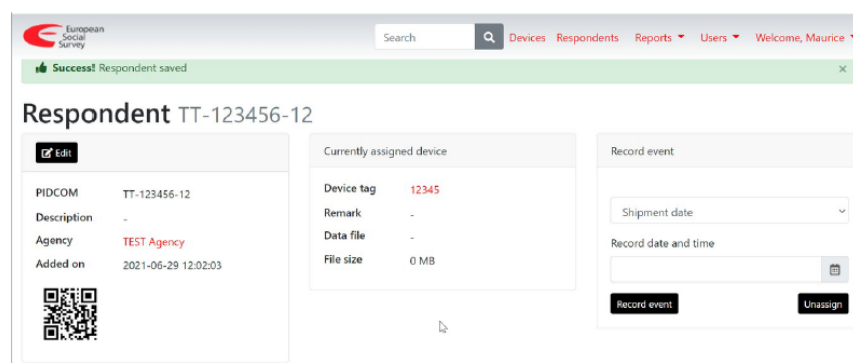 European
Social
Survey
Search
Devices Respondents Reports Users Welcome, Maurice
Success! Respondent saved ×
Respondent TT-123456-12
Edit
PIDCOM TT-123456-12
Description -
Agency TEST Agency
Added on 2021-06-29 12:02:03
Currently assigned device
Device tag 12345
Remark -
Data file -
File size 0 MB
Record event
Shipment date
Record date and time
Record event Unassign